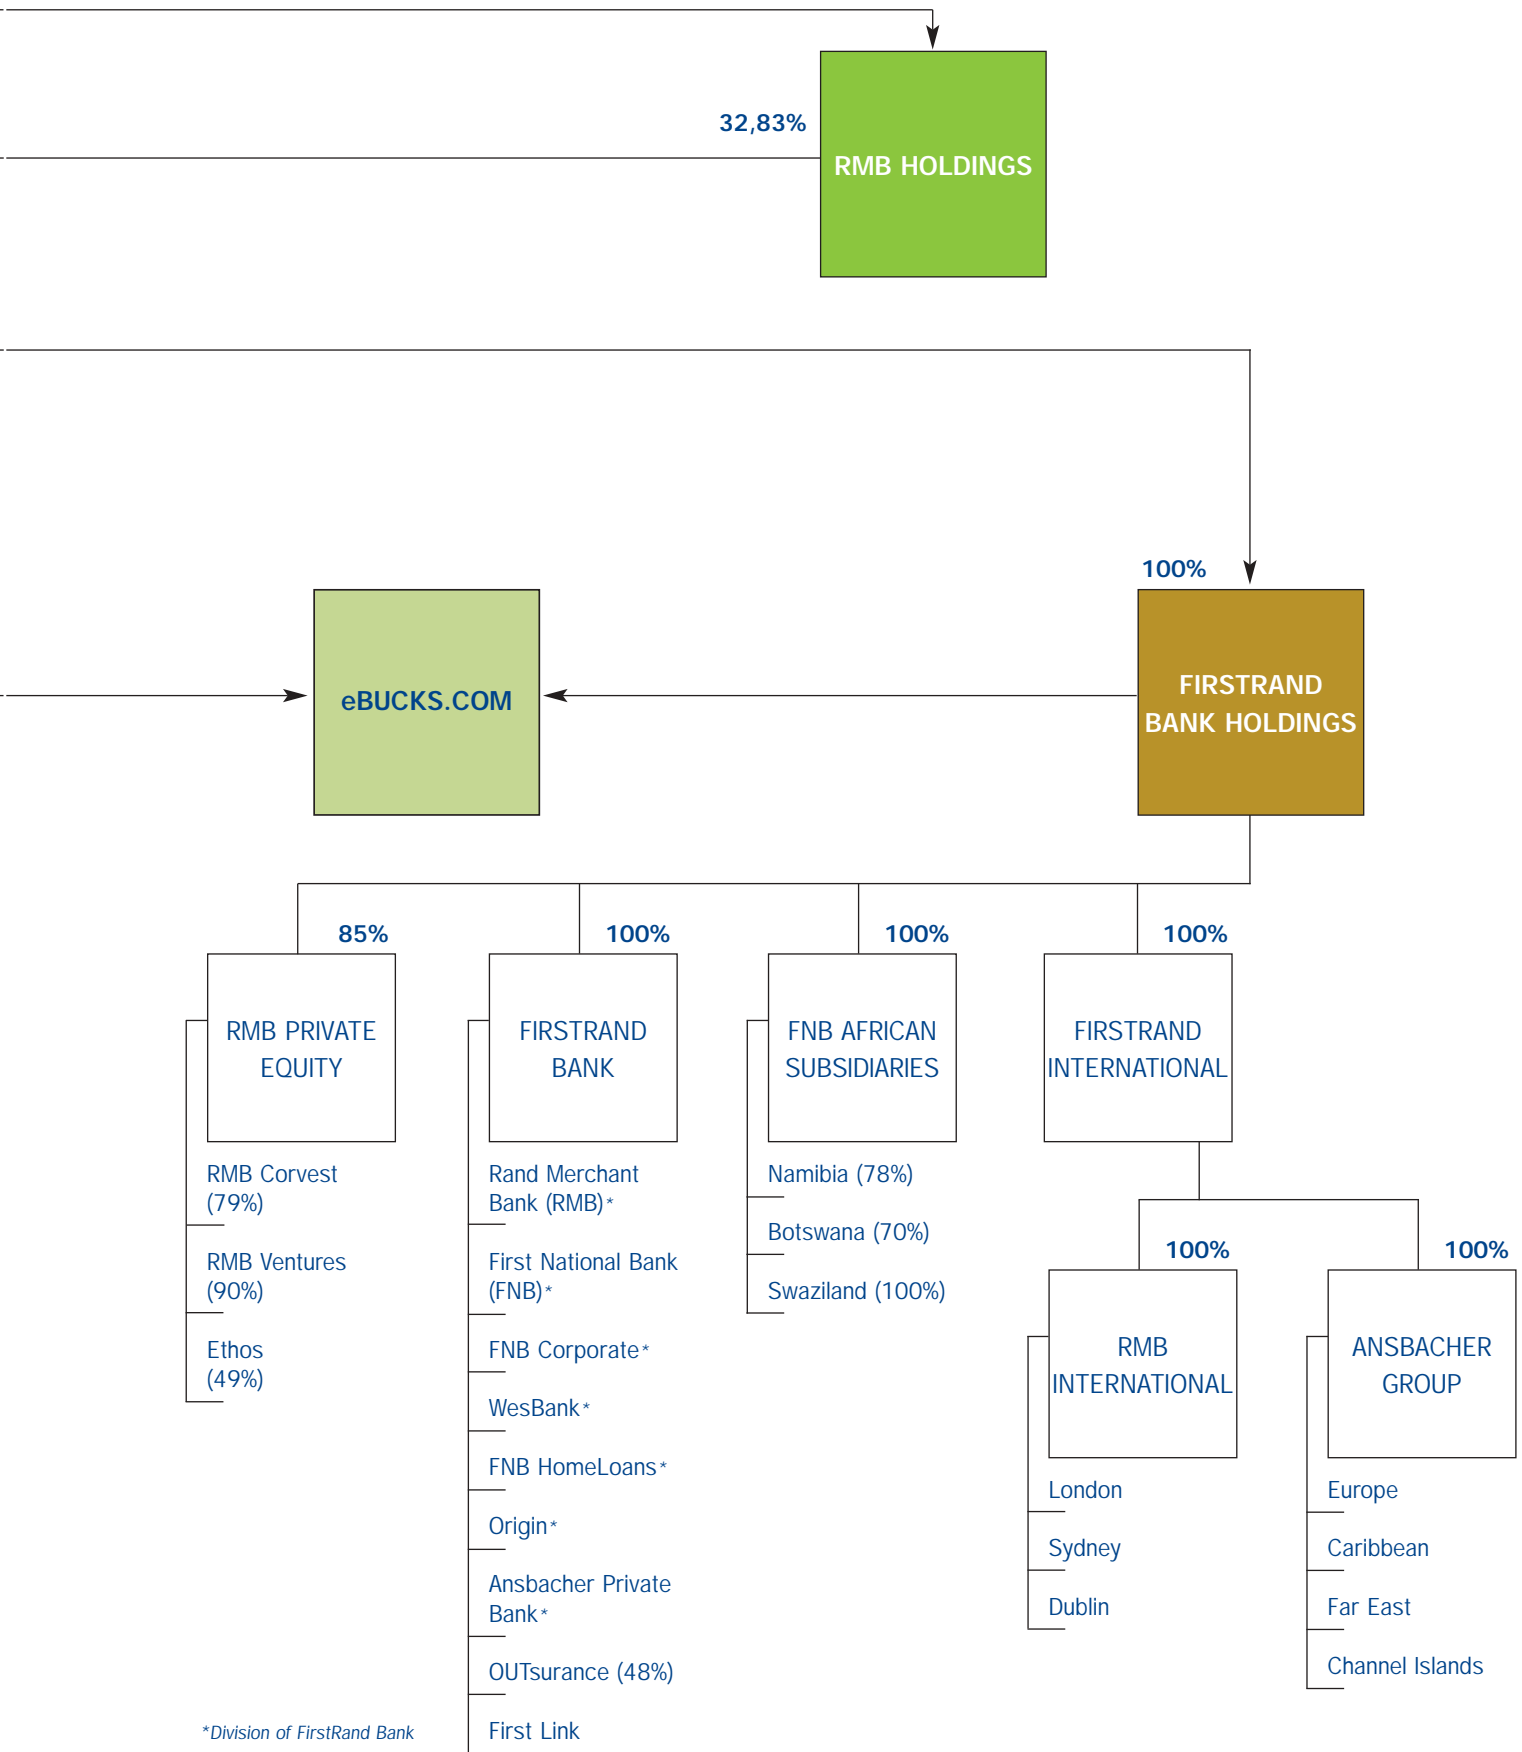 32,83%
RMB HOLDINGS
100%
eBUCKS.COM
FIRSTRAND
BANK HOLDINGS
85%
RMB PRIVATE
EQUITY
RMB Corvest
(79%)
RMB Ventures
(90%)
Ethos
(49%)
100%
FIRSTRAND
BANK
Rand Merchant
Bank (RMB)*
First National Bank
(FNB)*
FNB Corporate*
WesBank*
FNB HomeLoans*
Origin*
Ansbacher Private
Bank*
OUTsurance (48%)
First Link
100%
FNB AFRICAN
SUBSIDIARIES
Namibia (78%)
Botswana (70%)
Swaziland (100%)
100%
FIRSTRAND
INTERNATIONAL
100%
RMB
INTERNATIONAL
London
Sydney
Dublin
100%
ANSBACHER
GROUP
Europe
Caribbean
Far East
Channel Islands
*Division of FirstRand Bank